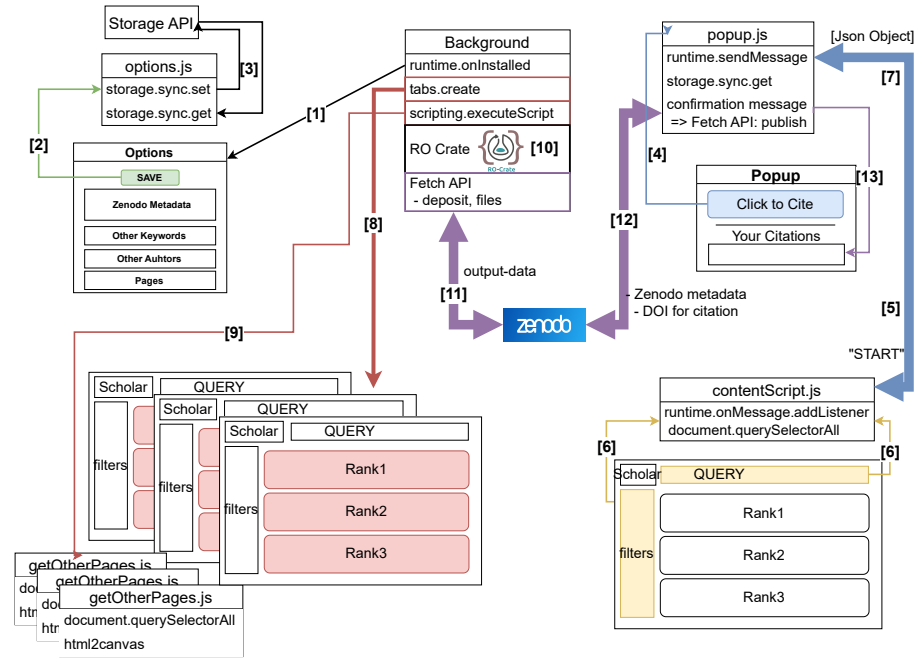 Storage API
options.js
storage.sync.set
storage.sync.get
[3]
[2]
[1]
Options
SAVE
Zenodo Metadata
Other Keywords
Other Auhtors
Pages
Background
runtime.onInstalled
tabs.create
scripting.executeScript
RO Crate
RO-Crate
[10]
Fetch API
- deposit, files
[8]
[9]
output-data
[11]
zenodo
[12]
- Zenodo metadata
- DOI for citation
popup.js
runtime.sendMessage
storage.sync.get
confirmation message
=> Fetch API: publish
[Json Object]
[7]
[4]
[13]
Popup
Click to Cite
Your Citations
[5]
"START"
contentScript.js
runtime.onMessage.addListener
document.querySelectorAll
[6]
[6]
Scholar
QUERY
filters
Rank1
Rank2
Rank3
Scholar
QUERY
filters
Scholar
QUERY
filters
Scholar
QUERY
filters
Rank1
Rank2
Rank3
getOtherPages.js
doc
htm
getOtherPages.js
do
htn
getOtherPages.js
document.querySelectorAll
html2canvas